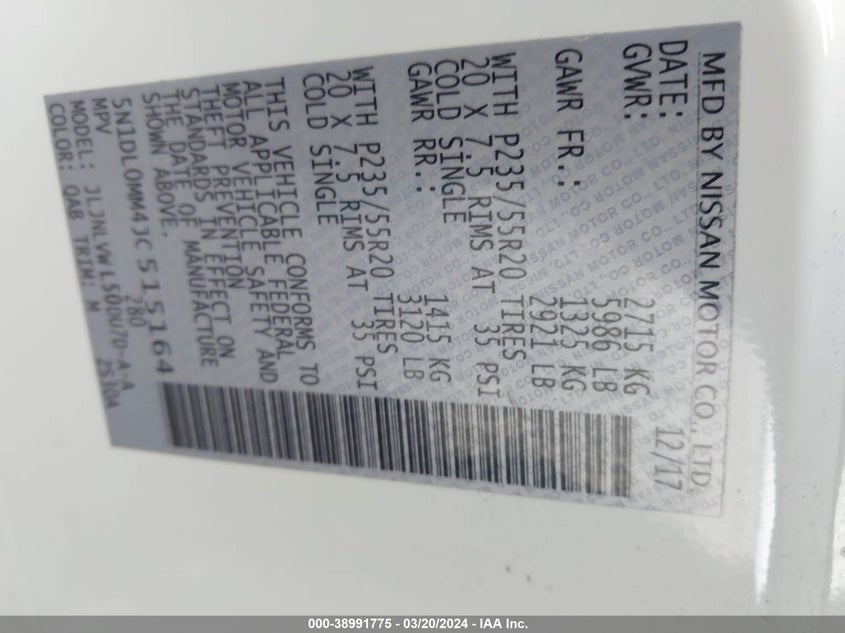 MFD BY NISSAN MOTOR CO., LTD.
DATE: 12/17
GVWR: 2715 KG
5986 LB
GAWR FR.: 1325 KG
2921 LB
WITH P235/55R20 TIRES
20 X 7.5 RIMS AT 35 PSI
COLD SINGLE
GAWR RR.: 1415 KG
3120 LB
WITH P235/55R20 TIRES
20 X 7.5 RIMS AT 35 PSI
COLD SINGLE
THIS VEHICLE CONFORMS TO
ALL APPLICABLE FEDERAL
MOTOR VEHICLE SAFETY AND
THEFT PREVENTION
STANDARDS IN EFFECT ON
THE DATE OF MANUFACTURE
SHOWN ABOVE.
5N1DL0MM4JC515164
MPV 280
MODEL: JLJNLVWL50DU7D-A-A
COLOR: QAB TRIM: M ZS30A
000-38991775 - 03/20/2024 - IAA Inc.